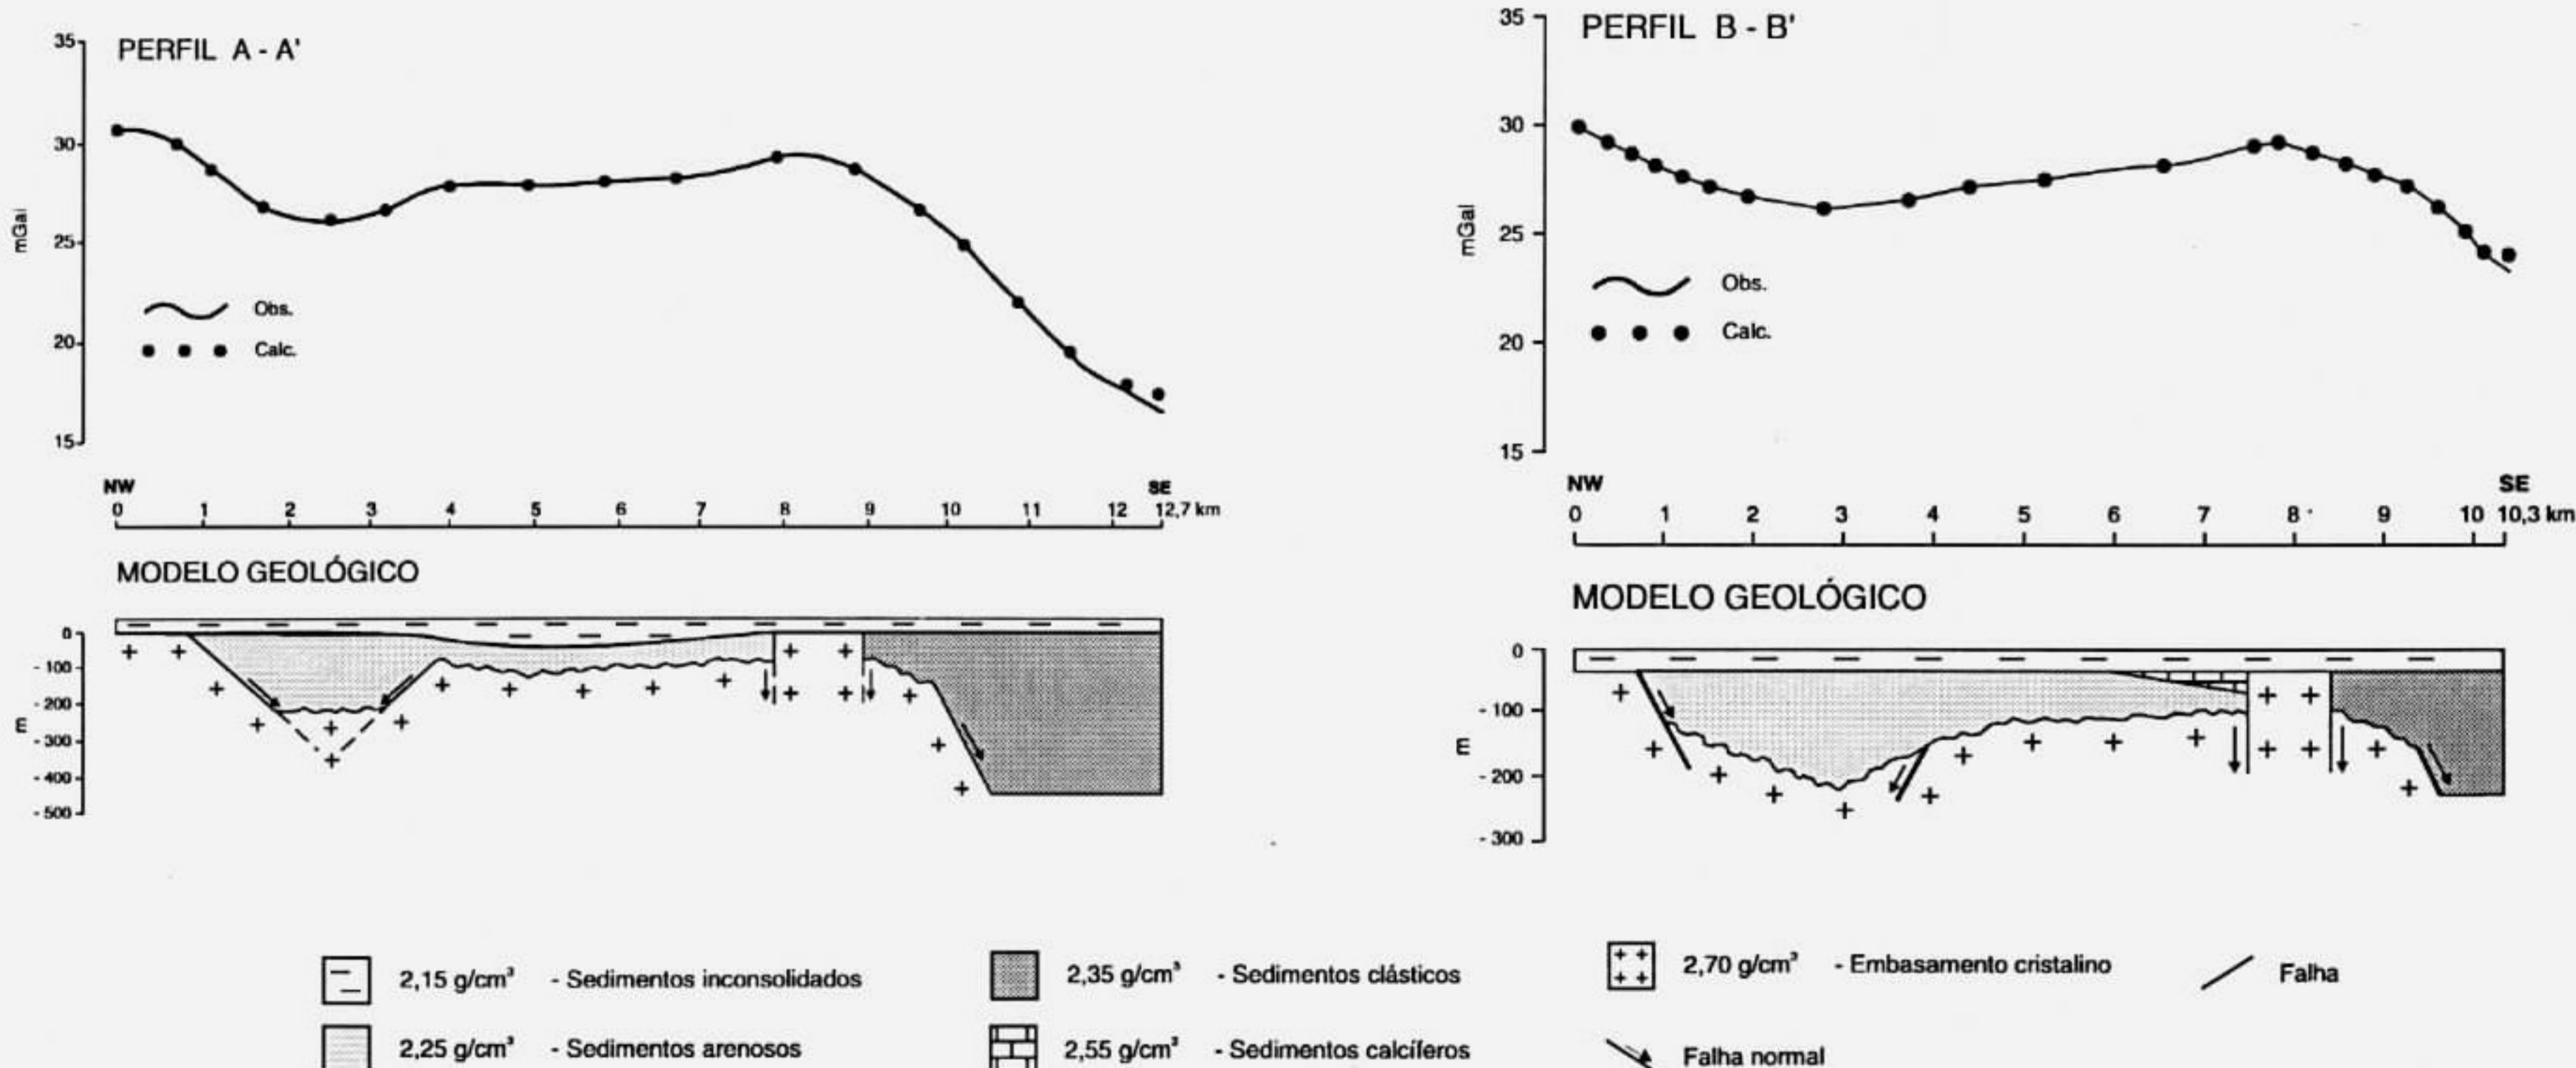 PERFIL A - A'
35
30
25
20
15
mGal
Obs.
Calc.
NW
SE
0 1 2 3 4 5 6 7 8 9 10 11 12 12,7 km
MODELO GEOLÓGICO
0
- 100
- 200
- 300
- 400
- 500
m
PERFIL B - B'
35
30
25
20
15
mGal
Obs.
Calc.
NW
SE
0 1 2 3 4 5 6 7 8 9 10 10,3 km
MODELO GEOLÓGICO
0
- 100
- 200
- 300
m
2,15 g/cm³ - Sedimentos inconsolidados
2,35 g/cm³ - Sedimentos clásticos
2,70 g/cm³ - Embasamento cristalino
Falha
2,25 g/cm³ - Sedimentos arenosos
2,55 g/cm³ - Sedimentos calcíferos
Falha normal